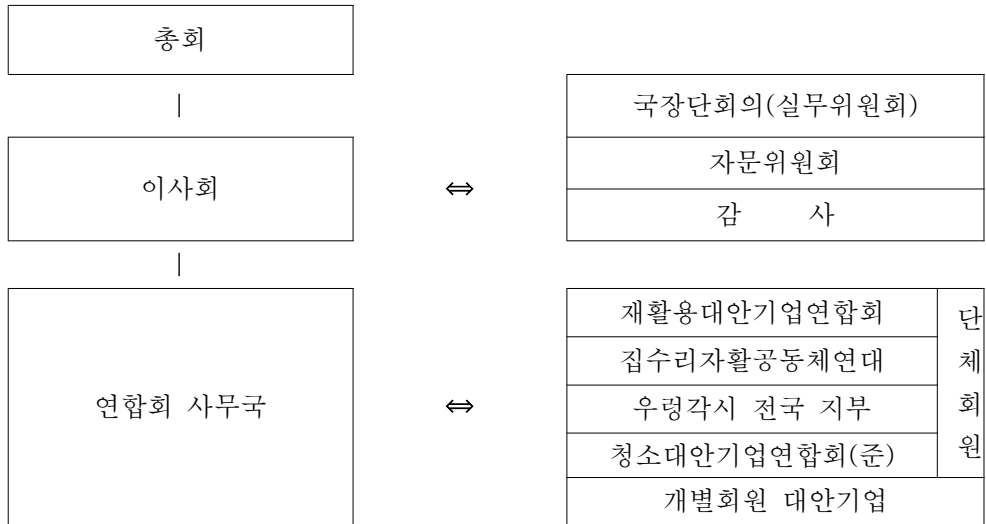 총회
|
국장단회의(실무위원회)
자문위원회
감 사
이사회
⇔
|
연합회 사무국
⇔
재활용대안기업연합회
집수리자활공동체연대
우렁각시 전국 지부
청소대안기업연합회(준)
단체회원
개별회원 대안기업